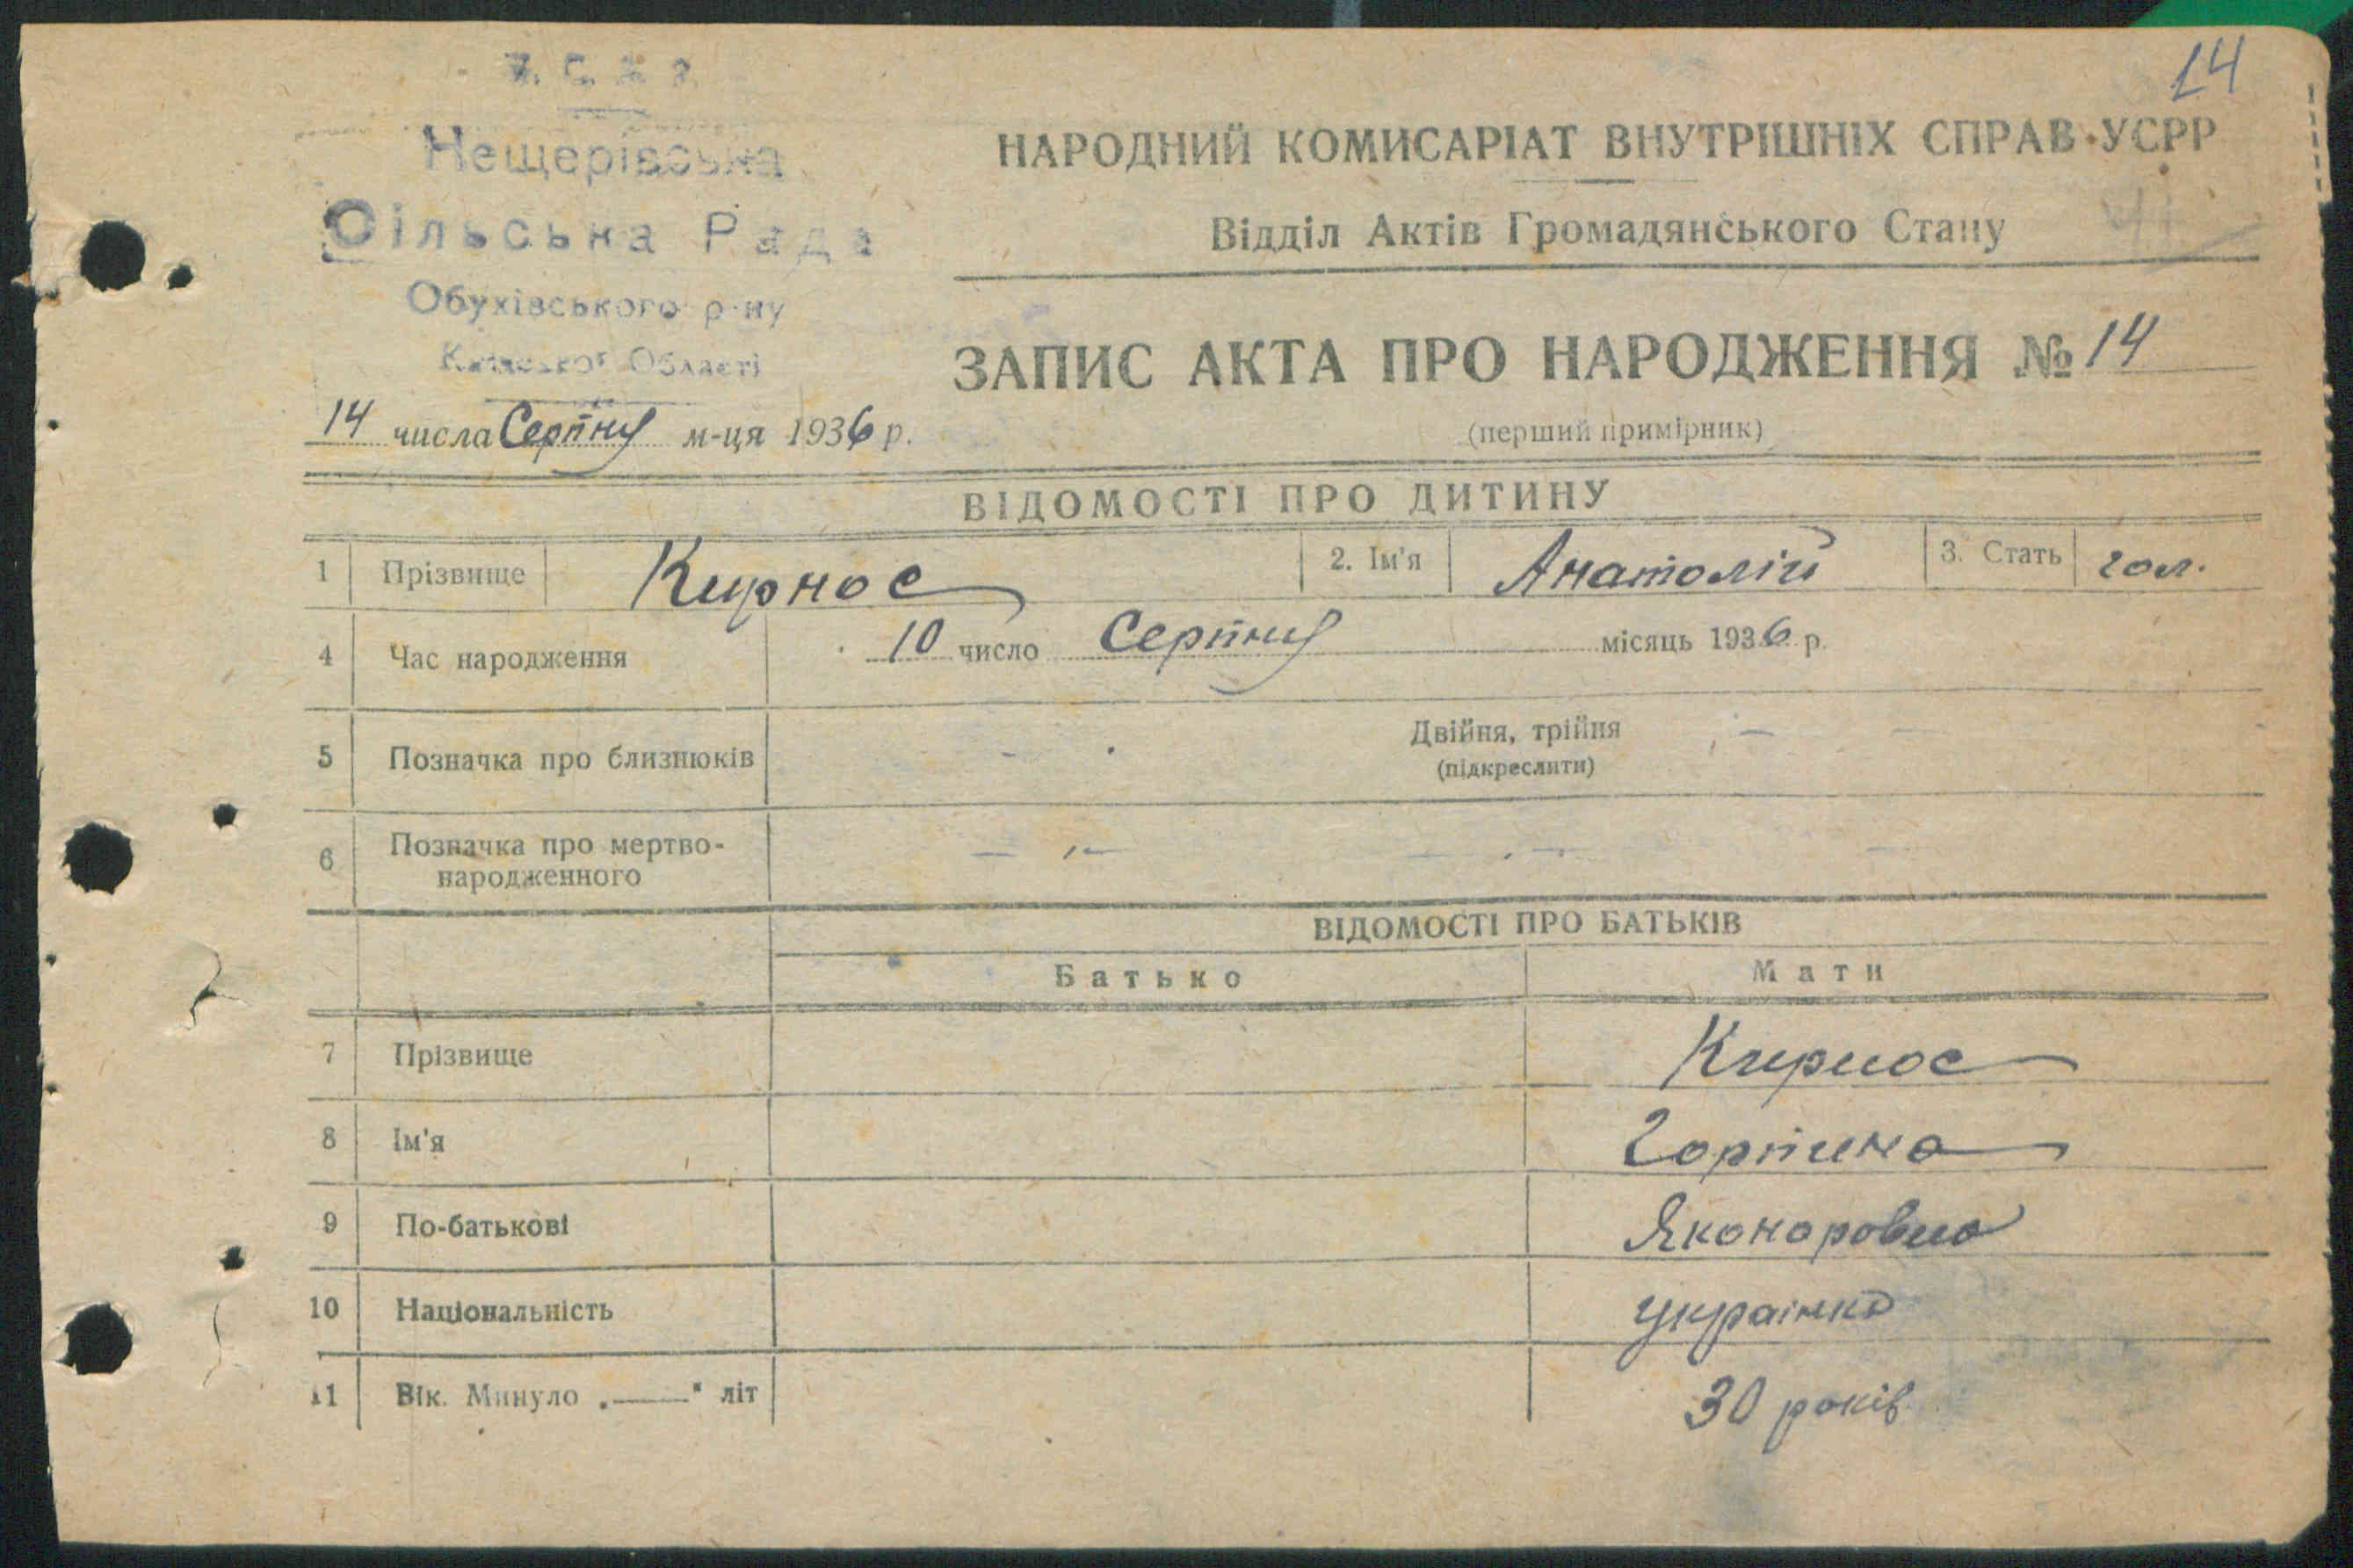 14
У. С. Р. Р.
Нещерівська
Сільська Рада
Обухівського р-ну
Київської Області
14 числа Серпня м-ця 1936 р.
НАРОДНИЙ КОМИСАРІАТ ВНУТРІШНІХ СПРАВ УСРР
Відділ Актів Громадянського Стану
41
ЗАПИС АКТА ПРО НАРОДЖЕННЯ № 14
(перший примірник)
ВІДОМОСТІ ПРО ДИТИНУ
1 Прізвище Кирнос 2. Ім'я Анатолій 3. Стать чол.
4 Час народження 10 число Серпня місяць 1936 р.
5 Позначка про близнюків Двійня, трійня
(підкреслити)
6 Позначка про мертво-
народженного
ВІДОМОСТІ ПРО БАТЬКІВ
Батько Мати
7 Прізвище Кирнос
8 Ім'я Горпина
9 По-батькові Яконоровна
10 Національність українка
11 Вік. Минуло „——" літ 30 років